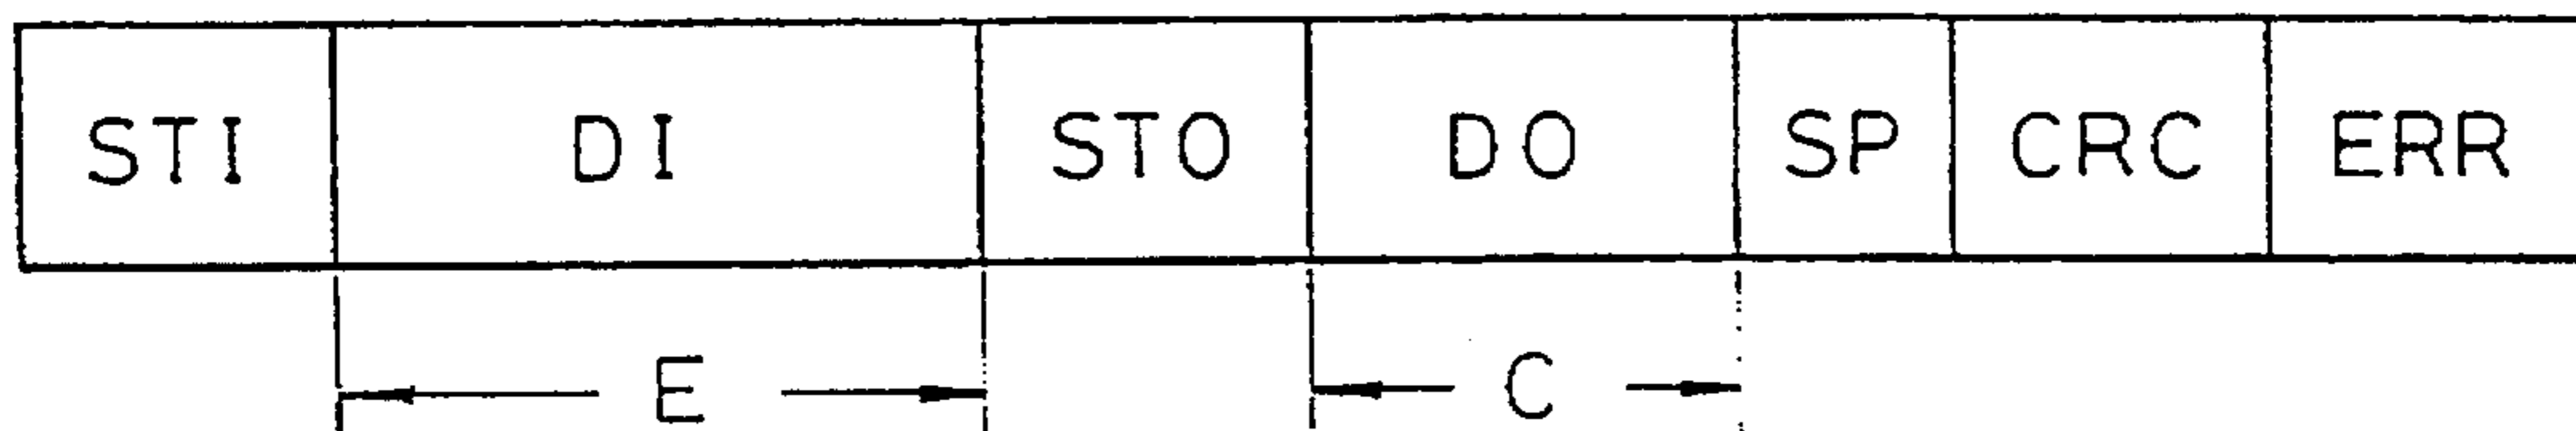 STI DI STO DO SP CRC ERR
E C